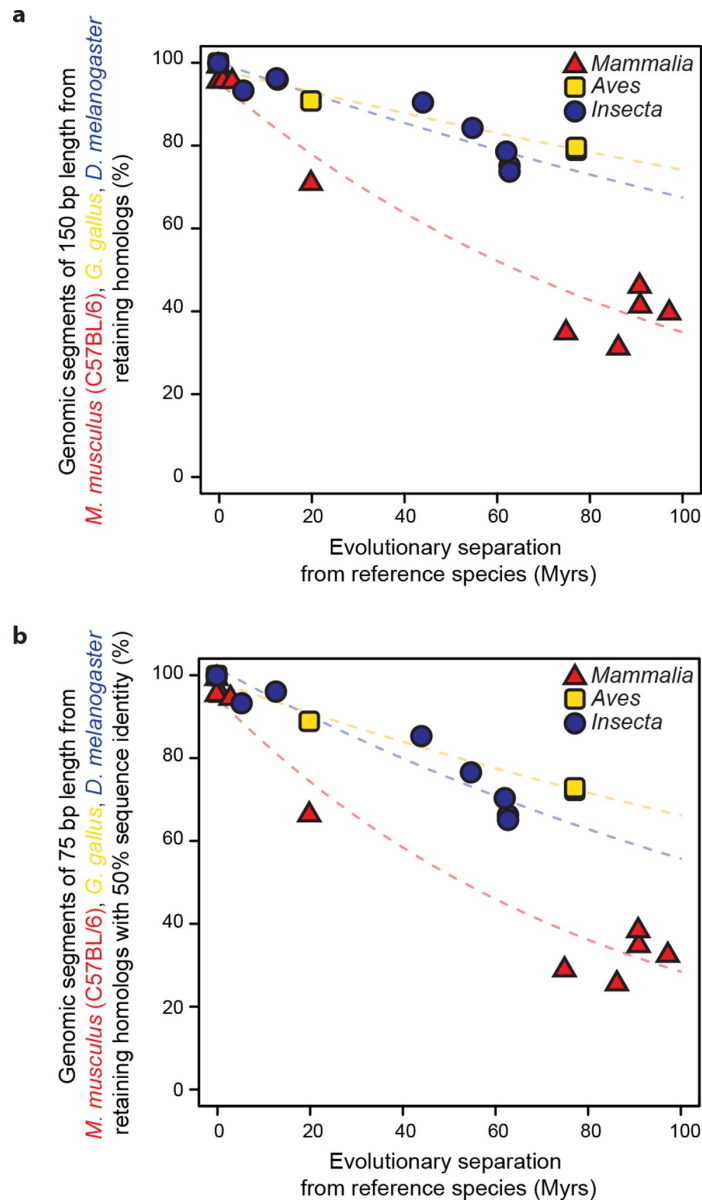 a
Genomic segments of 150 bp length from
M. musculus (C57BL/6), G. gallus, D. melanogaster
retaining homologs (%)
100
80
60
40
20
0
Mammalia
Aves
Insecta
0 20 40 60 80 100
Evolutionary separation
from reference species (Myrs)
b
Genomic segments of 75 bp length from
M. musculus (C57BL/6), G. gallus, D. melanogaster
retaining homologs with 50% sequence identity (%)
100
80
60
40
20
0
Mammalia
Aves
Insecta
0 20 40 60 80 100
Evolutionary separation
from reference species (Myrs)